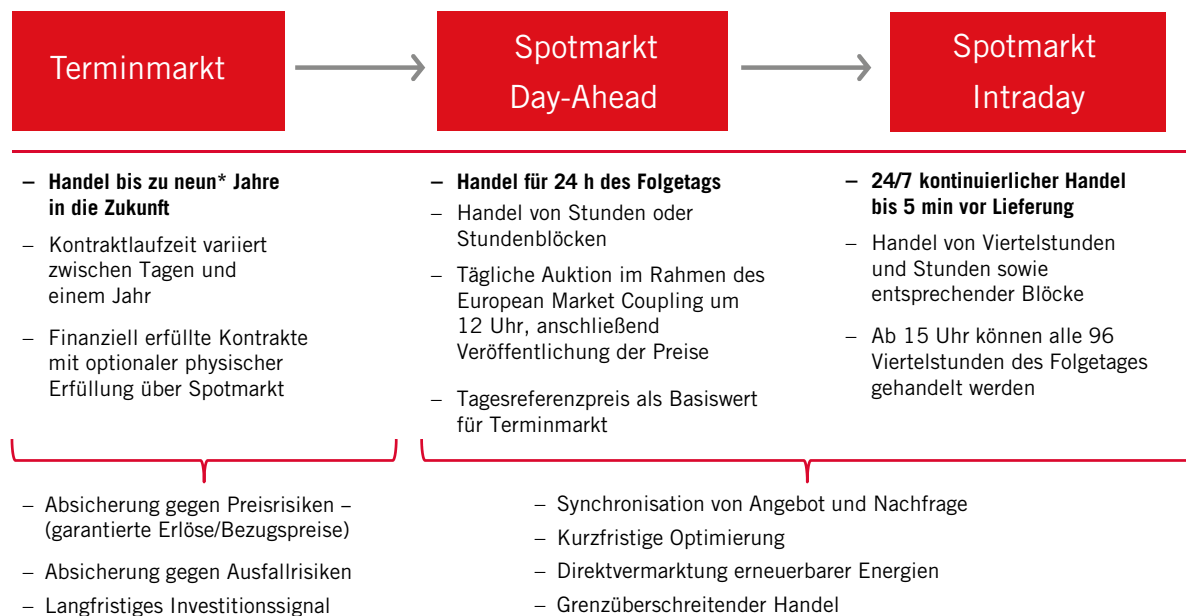 Terminmarkt
Spotmarkt
Day-Ahead
Spotmarkt
Intraday
– Handel bis zu neun* Jahre
in die Zukunft
– Kontraktlaufzeit variiert
zwischen Tagen und
einem Jahr
– Finanziell erfüllte Kontrakte
mit optionaler physischer
Erfüllung über Spotmarkt
– Handel für 24 h des Folgetags
– Handel von Stunden oder
Stundenblöcken
– Tägliche Auktion im Rahmen des
European Market Coupling um
12 Uhr, anschließend
Veröffentlichung der Preise
– Tagesreferenzpreis als Basiswert
für Terminmarkt
– 24/7 kontinuierlicher Handel
bis 5 min vor Lieferung
– Handel von Viertelstunden
und Stunden sowie
entsprechender Blöcke
– Ab 15 Uhr können alle 96
Viertelstunden des Folgetages
gehandelt werden
– Absicherung gegen Preisrisiken –
(garantierte Erlöse/Bezugspreise)
– Absicherung gegen Ausfallrisiken
– Langfristiges Investitionssignal
– Synchronisation von Angebot und Nachfrage
– Kurzfristige Optimierung
– Direktvermarktung erneuerbarer Energien
– Grenzüberschreitender Handel